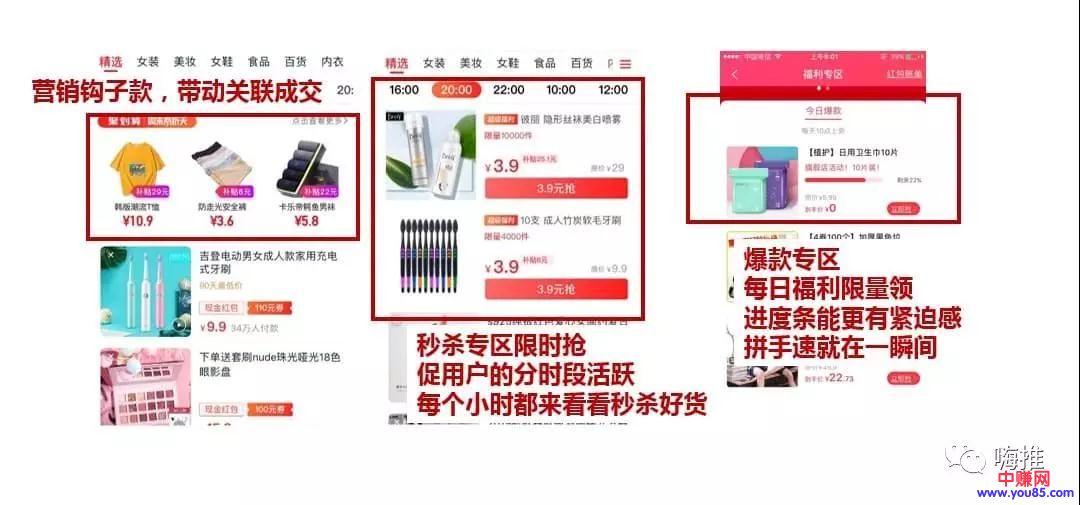 精选 女装 美妆 女鞋 食品 百货 内衣
营销钩子款，带动关联成交
20:
聚划算
点击查看更多>
补贴29元 补贴6元 补贴22元
韩版潮流T恤 防走光安全裤 卡乐帝鳄鱼男袜
¥10.9 ¥3.6 ¥5.8
吉登电动男女成人款家用充电
式牙刷
90天最低价
现金红包 110元券
¥9.9 34万人付款
下单送套刷nude珠光哑光18色
眼影盘
现金红包 100元券
精选 女装 美妆 女鞋 食品 百货
16:00 20:00 22:00 10:00 12:00
超级福利 彼丽 隐形丝袜美白喷雾
限量10000件
¥3.9 补贴25.1元 原价¥29
3.9元抢
超级福利 10支 成人竹炭软毛牙刷
限量4000件
¥3.9 补贴6元 原价¥9.9
3.9元抢
秒杀专区限时抢
促用户的分时段活跃
每个小时都来看看秒杀好货
中国电信 上午8:01
福利专区 红包账单
今日爆款
每天10点上新
【植护】日用卫生巾10片
旗舰店活动！10片装！
剩余22%
原价¥5.99
到手价¥0 立即抢
爆款专区
每日福利限量领
进度条能更有紧迫感
拼手速就在一瞬间
到手价¥22.73 立即抢
嗨推
中赚网
www.you85.com